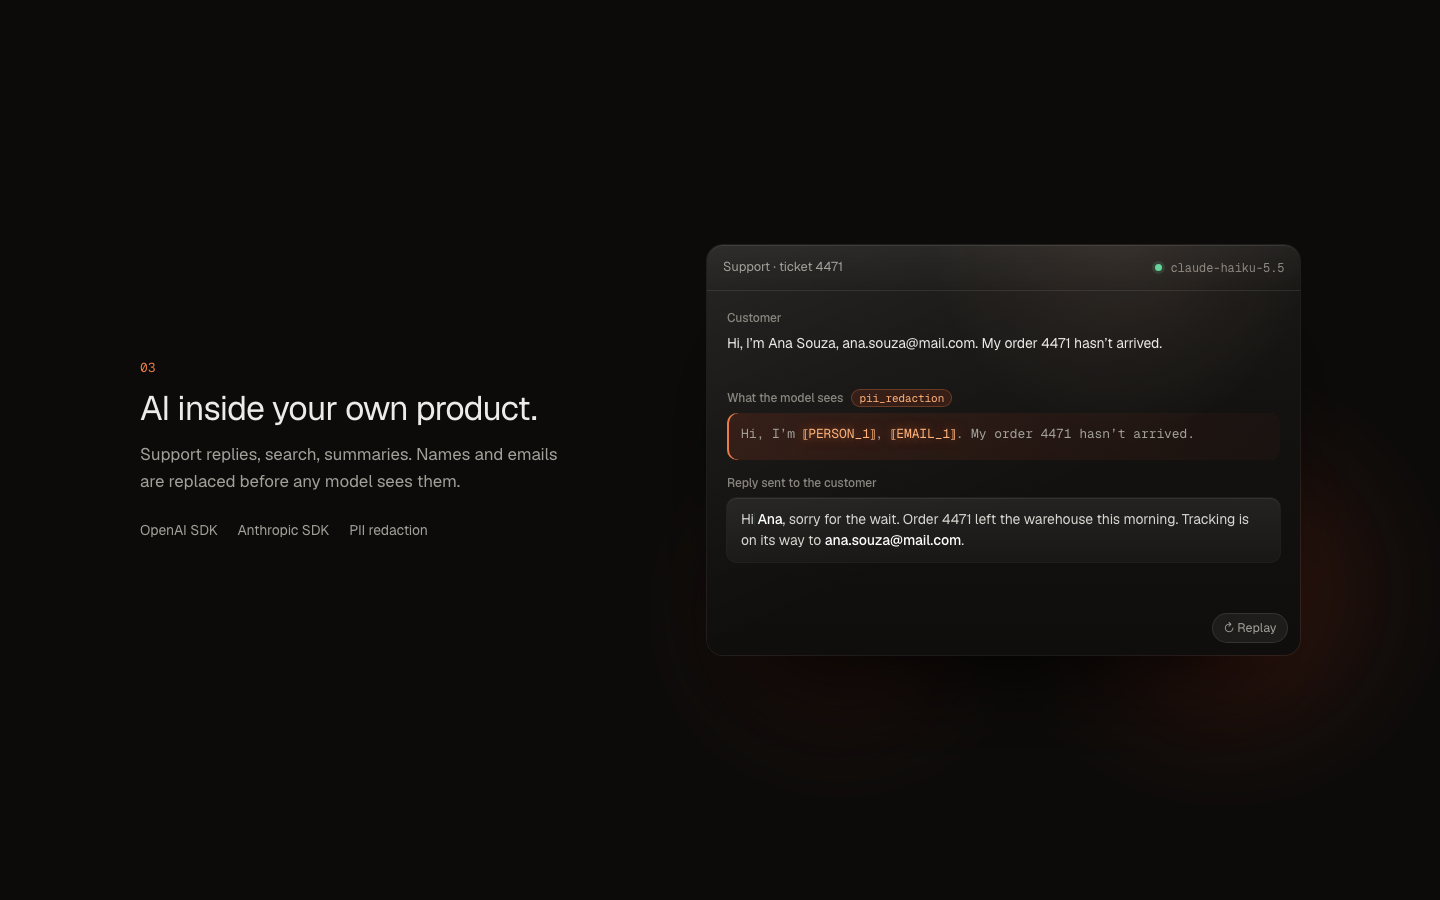 03
AI inside your own product.
Support replies, search, summaries. Names and emails
are replaced before any model sees them.
OpenAI SDK Anthropic SDK PII redaction
Support · ticket 4471
claude-haiku-5.5
Customer
Hi, I’m Ana Souza, ana.souza@mail.com. My order 4471 hasn’t arrived.
What the model sees pii_redaction
Hi, I’m ⟦PERSON_1⟧, ⟦EMAIL_1⟧. My order 4471 hasn’t arrived.
Reply sent to the customer
Hi Ana, sorry for the wait. Order 4471 left the warehouse this morning. Tracking is
on its way to ana.souza@mail.com.
↻ Replay